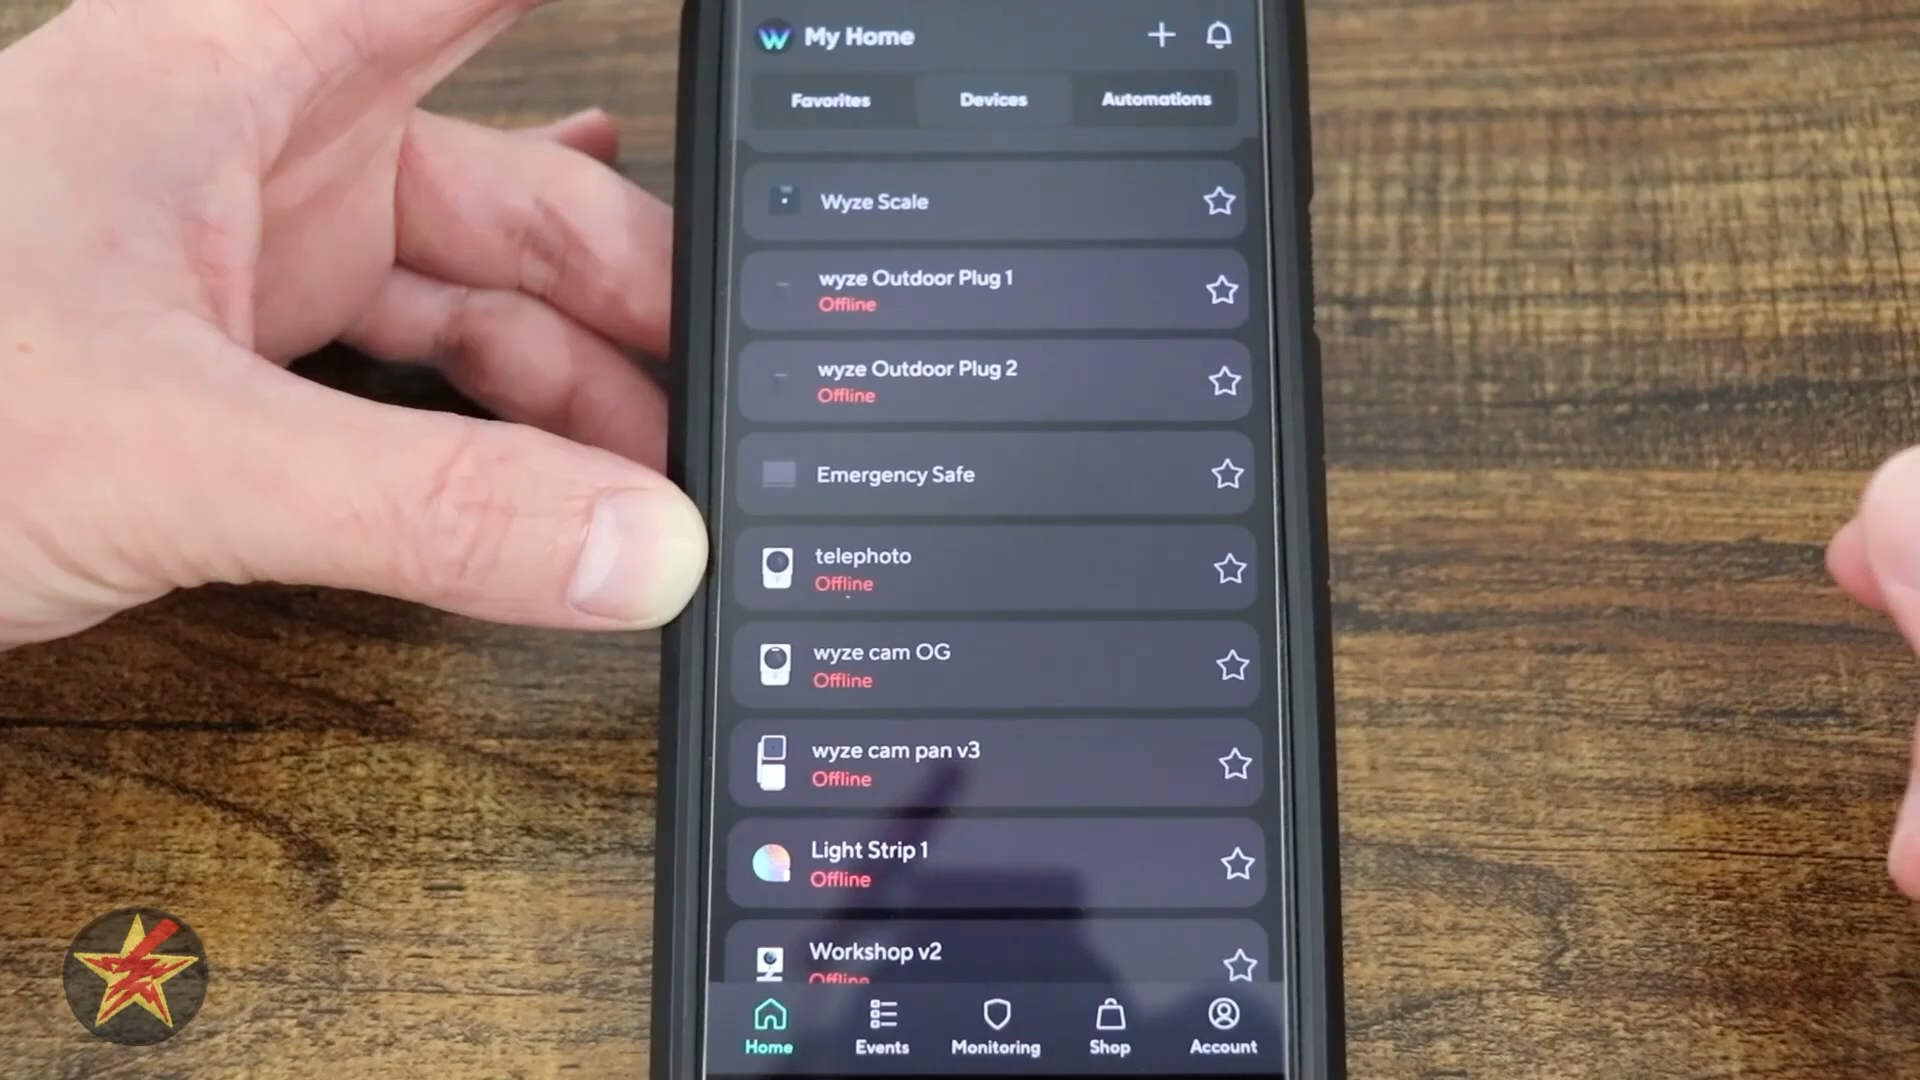 My Home
Favorites Devices Automations
Wyze Scale
wyze Outdoor Plug 1
Offline
wyze Outdoor Plug 2
Offline
Emergency Safe
telephoto
Offline
wyze cam OG
Offline
wyze cam pan v3
Offline
Light Strip 1
Offline
Workshop v2
Offline
Home Events Monitoring Shop Account